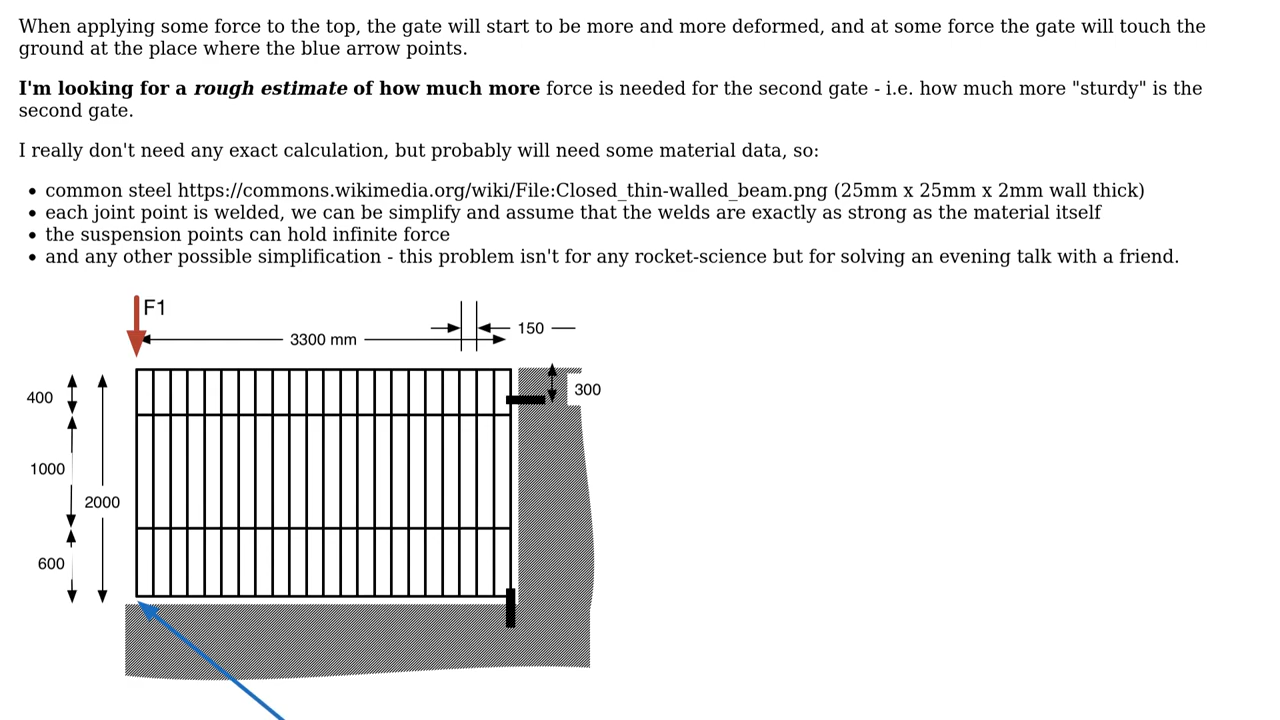 When applying some force to the top, the gate will start to be more and more deformed, and at some force the gate will touch the
ground at the place where the blue arrow points.
I'm looking for a rough estimate of how much more force is needed for the second gate - i.e. how much more "sturdy" is the
second gate.
I really don't need any exact calculation, but probably will need some material data, so:
• common steel https://commons.wikimedia.org/wiki/File:Closed_thin-walled_beam.png (25mm x 25mm x 2mm wall thick)
• each joint point is welded, we can be simplify and assume that the welds are exactly as strong as the material itself
• the suspension points can hold infinite force
• and any other possible simplification - this problem isn't for any rocket-science but for solving an evening talk with a friend.
F1
150
3300 mm
300
400
1000
2000
600